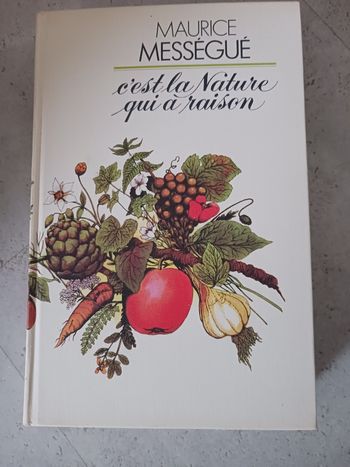 MAURICE
MESSÉGUÉ
c'est la Nature
qui a raison